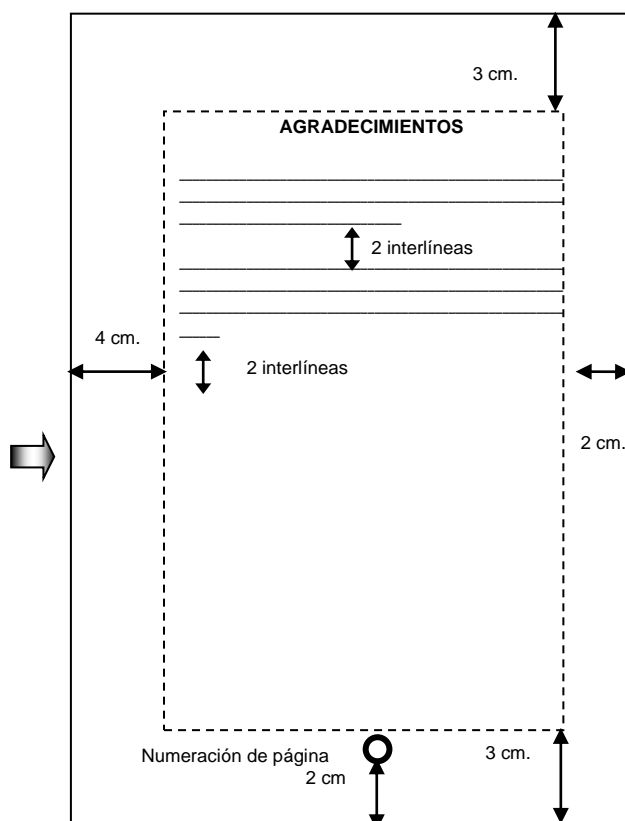 3 cm.
AGRADECIMIENTOS
2 interlíneas
4 cm.
2 interlíneas
2 cm.
Numeración de página
3 cm.
2 cm